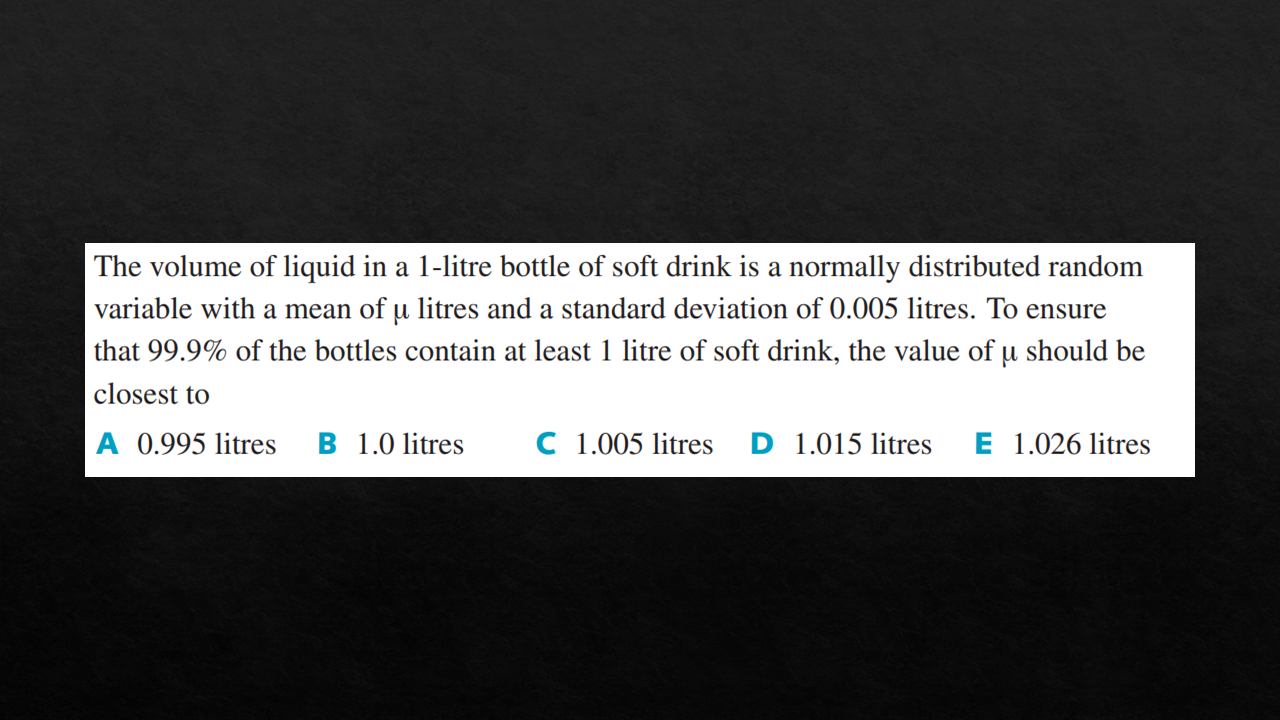 The volume of liquid in a 1-litre bottle of soft drink is a normally distributed random
variable with a mean of μ litres and a standard deviation of 0.005 litres. To ensure
that 99.9% of the bottles contain at least 1 litre of soft drink, the value of μ should be
closest to
A 0.995 litres B 1.0 litres C 1.005 litres D 1.015 litres E 1.026 litres